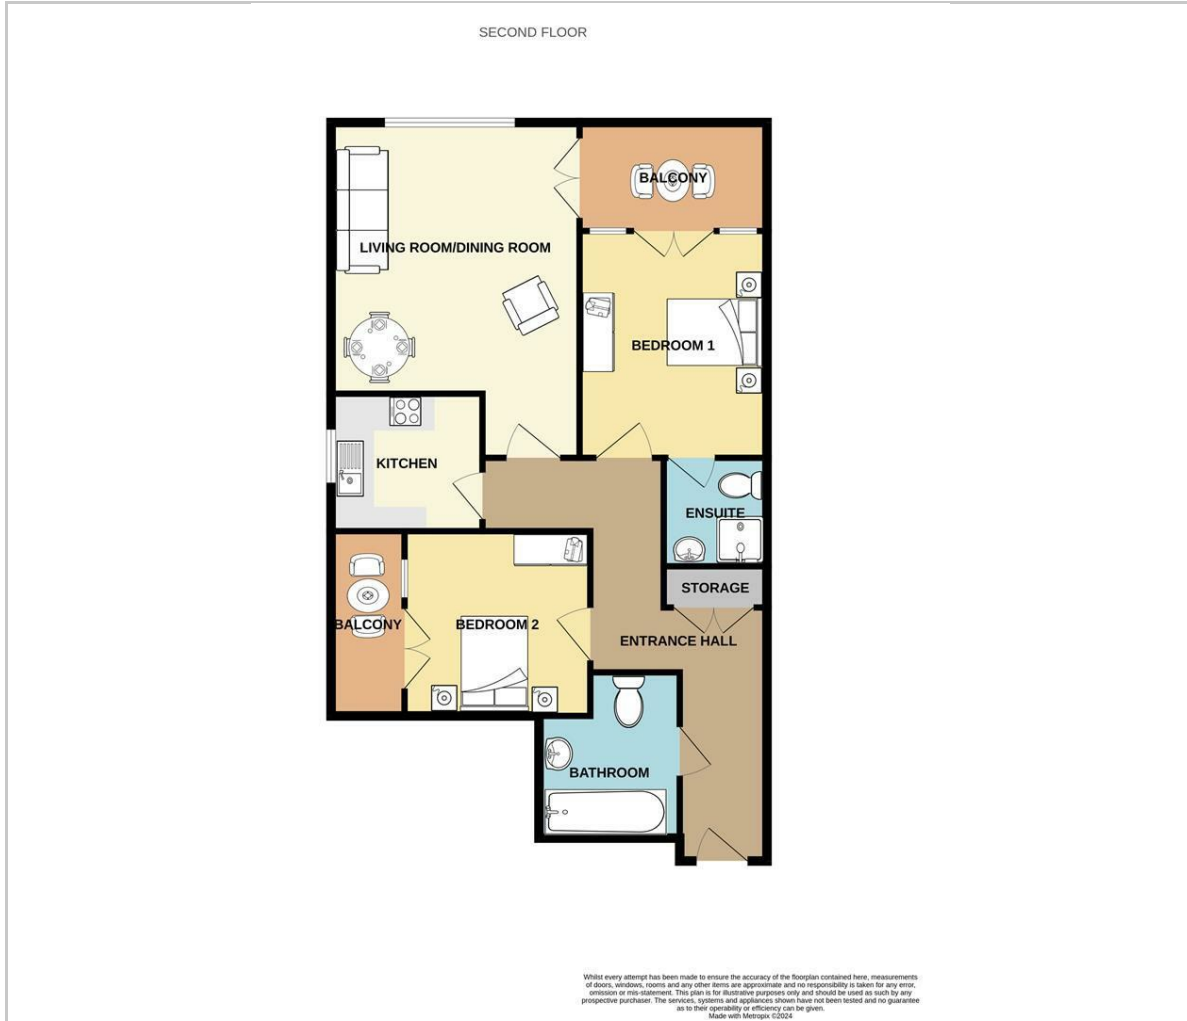 SECOND FLOOR
BALCONY
LIVING ROOM/DINING ROOM
BEDROOM 1
KITCHEN
ENSUITE
STORAGE
BALCONY
BEDROOM 2
ENTRANCE HALL
BATHROOM
Whilst every attempt has been made to ensure the accuracy of the floorplan contained here, measurements
of doors, windows, rooms and any other items are approximate and no responsibility is taken for any error,
omission or mis-statement. This plan is for illustrative purposes only and should be used as such by any
prospective purchaser. The services, systems and appliances shown have not been tested and no guarantee
as to their operability or efficiency can be given.
Made with Metropix ©2024